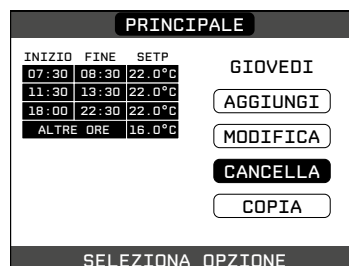 PRINCIPALE
INIZIO FINE SETP
07:30 08:30 22.0°C
11:30 13:30 22.0°C
18:00 22:30 22.0°C
ALTRE ORE 16.0°C
GIOVEDI
AGGIUNGI
MODIFICA
CANCELLA
COPIA
SELEZIONA OPZIONE